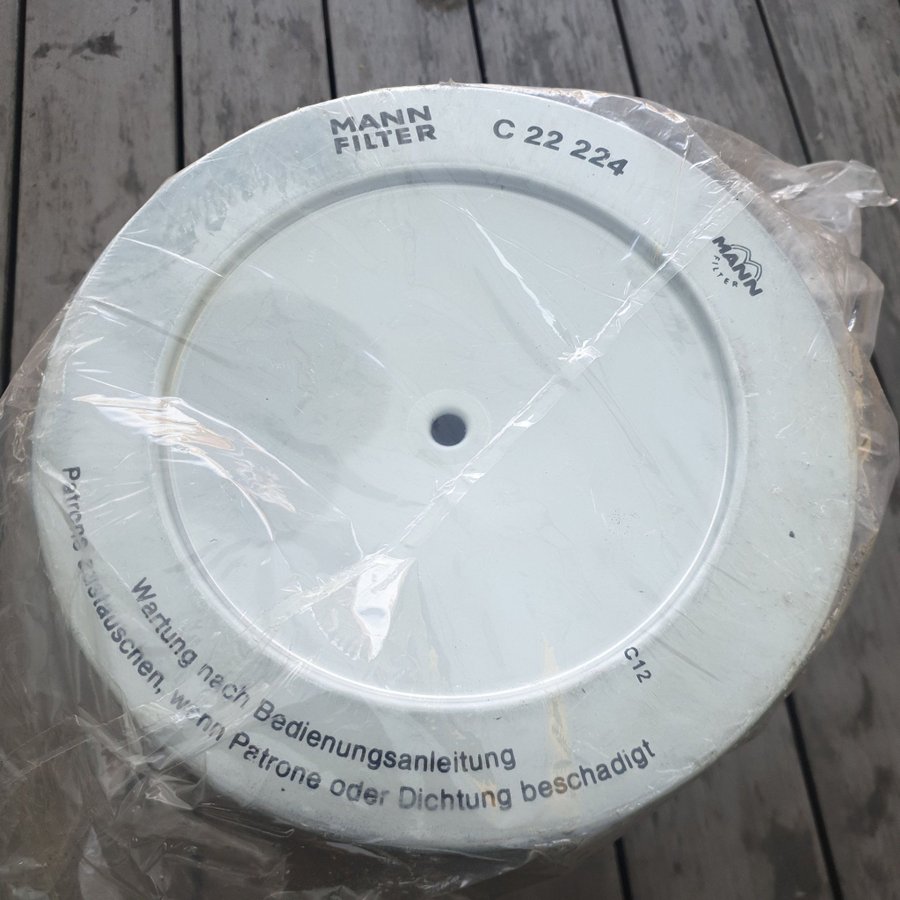 MANN
FILTER
C 22 224
MANN
FILTER
C12
Wartung nach Bedienungsanleitung
Patrone austauschen, wenn Patrone oder Dichtung beschadigt